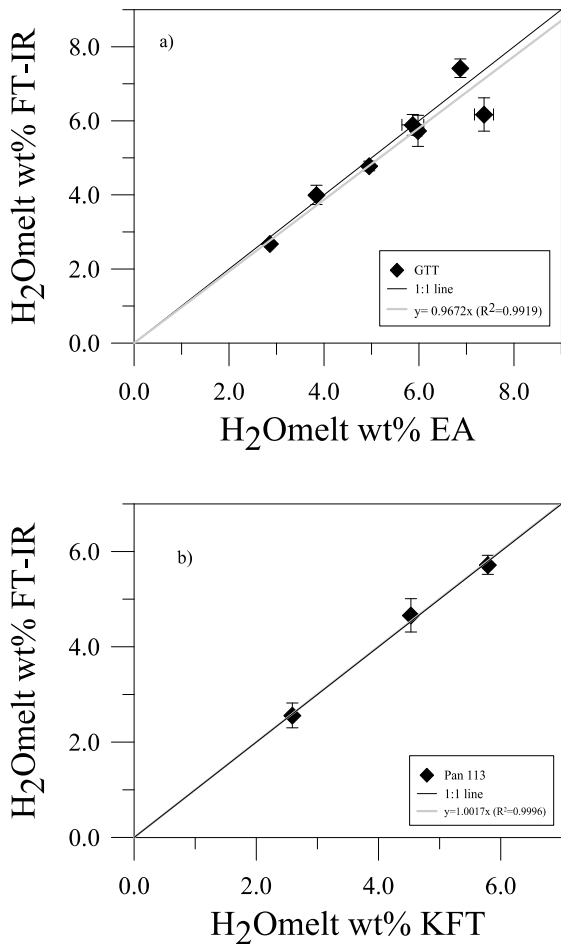 a)
H2Omelt wt% FT-IR
8.0
6.0
4.0
2.0
0.0
GTT
1:1 line
y= 0.9672x (R2=0.9919)
0.0 2.0 4.0 6.0 8.0
H2Omelt wt% EA
b)
H2Omelt wt% FT-IR
6.0
4.0
2.0
0.0
Pan 113
1:1 line
y=1.0017x (R²=0.9996)
0.0 2.0 4.0 6.0
H2Omelt wt% KFT